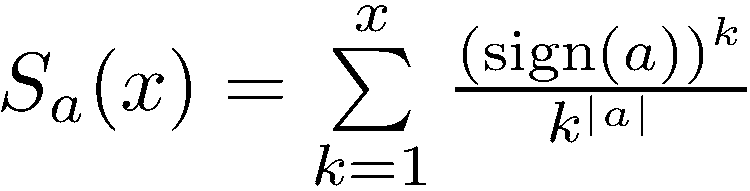 S_a(x) = \sum_{k=1}^{x} \frac{(\mathrm{sign}(a))^k}{k^{|a|}}